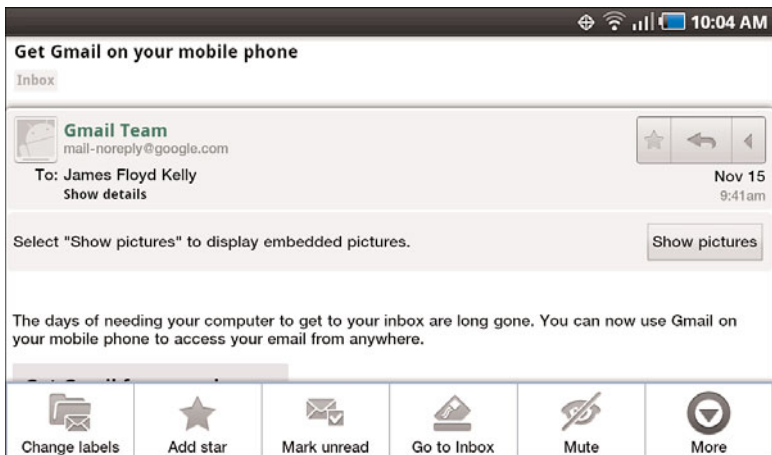 10:04 AM
Get Gmail on your mobile phone
Inbox
Gmail Team
mail-noreply@google.com
To: James Floyd Kelly
Nov 15
Show details
9:41am
Select "Show pictures" to display embedded pictures.
Show pictures
The days of needing your computer to get to your inbox are long gone. You can now use Gmail on
your mobile phone to access your email from anywhere.
Change labels
Add star
Mark unread
Go to Inbox
Mute
More